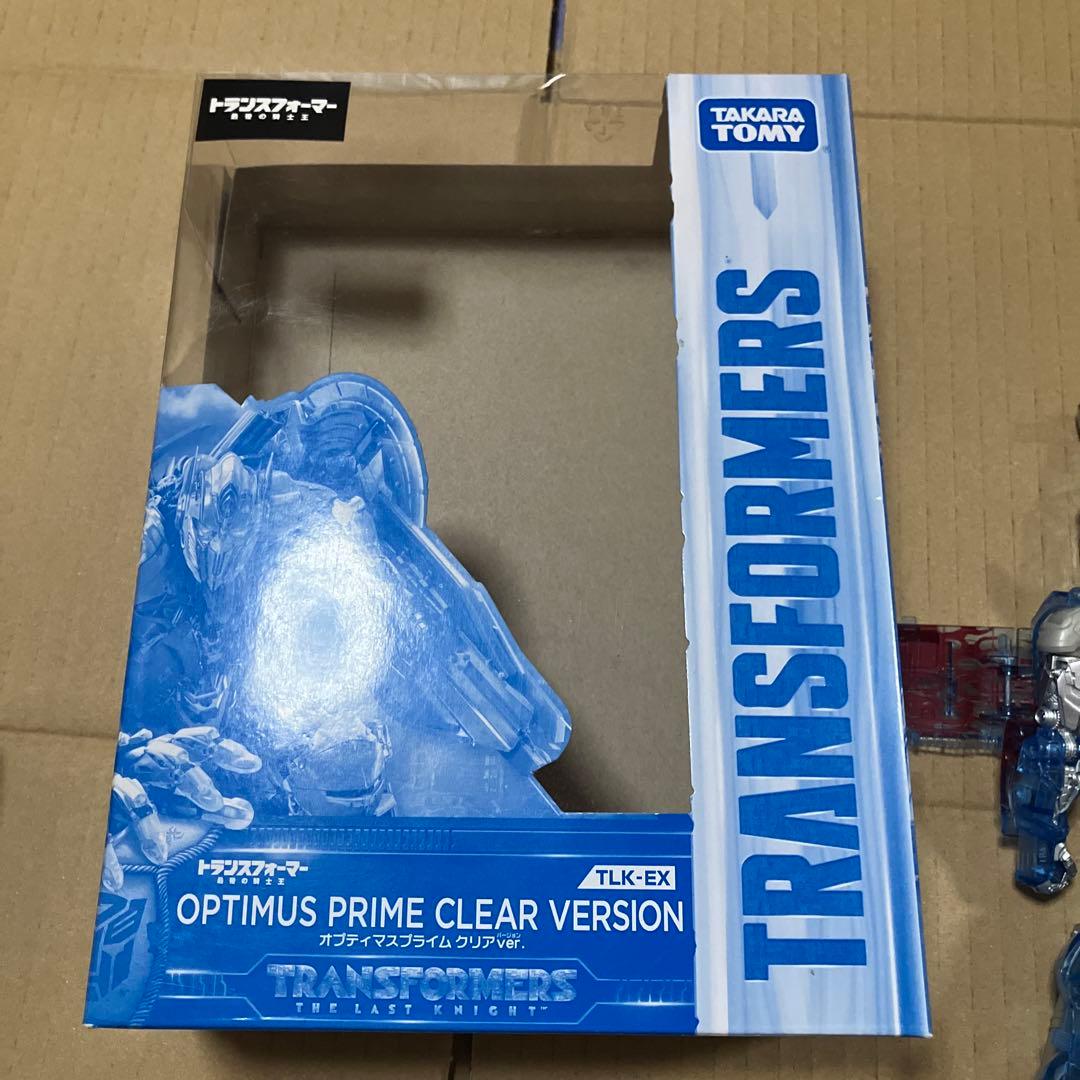 トランスフォーマー
最後の騎士王
TAKARA
TOMY
TRANSFORMERS
トランスフォーマー
最後の騎士王
TLK-EX
OPTIMUS PRIME CLEAR VERSION
オプティマスプライム クリアver.
バージョン
TRANSFORMERS
THE LAST KNIGHT™